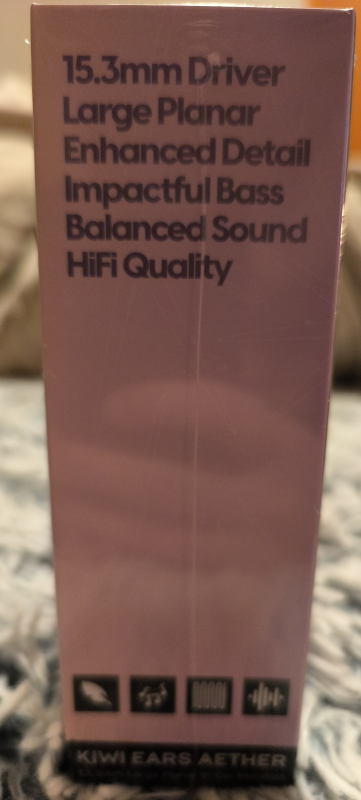 15.3mm Driver
Large Planar
Enhanced Detail
Impactful Bass
Balanced Sound
HiFi Quality
KIWI EARS AETHER